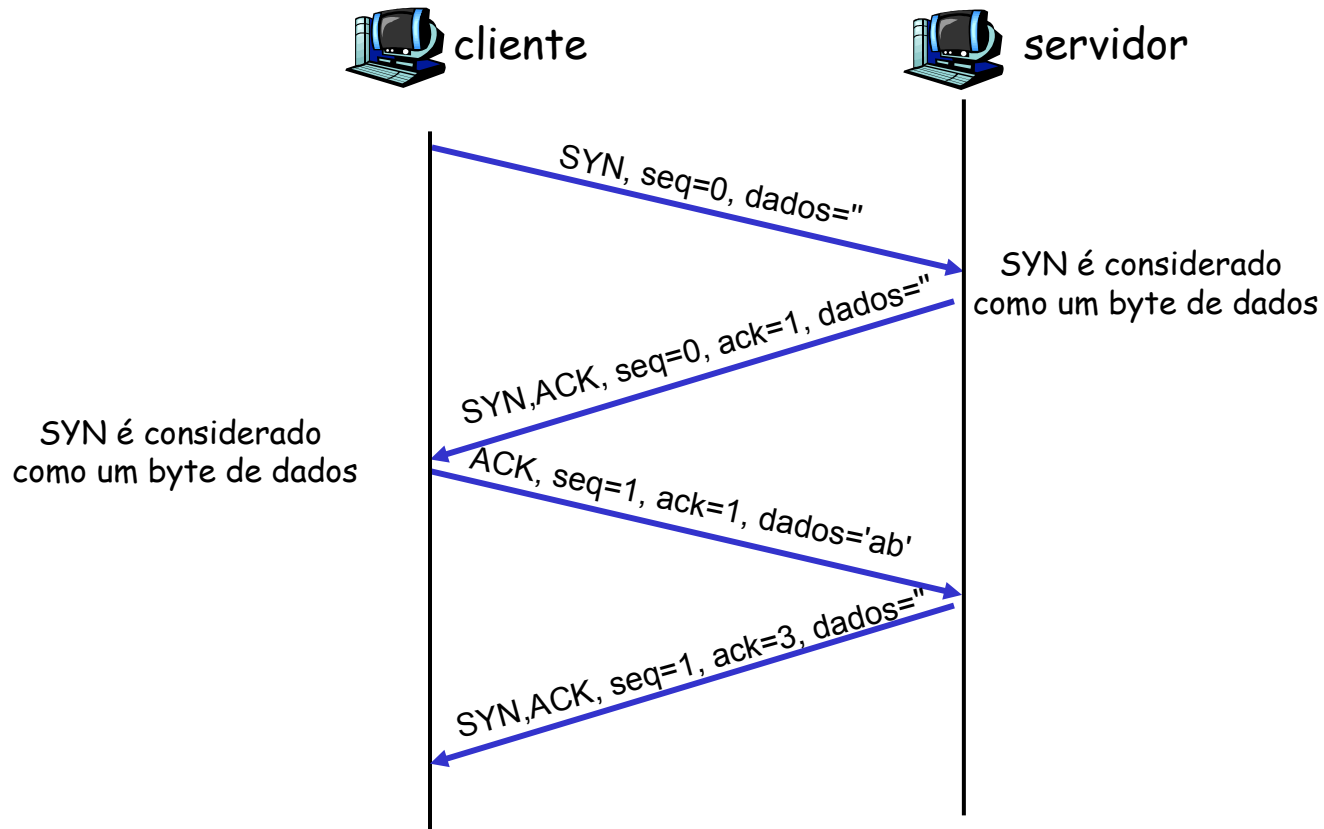 cliente
servidor
SYN, seq=0, dados=''
SYN é considerado
como um byte de dados
SYN,ACK, seq=0, ack=1, dados=''
SYN é considerado
como um byte de dados
ACK, seq=1, ack=1, dados='ab'
SYN,ACK, seq=1, ack=3, dados=''